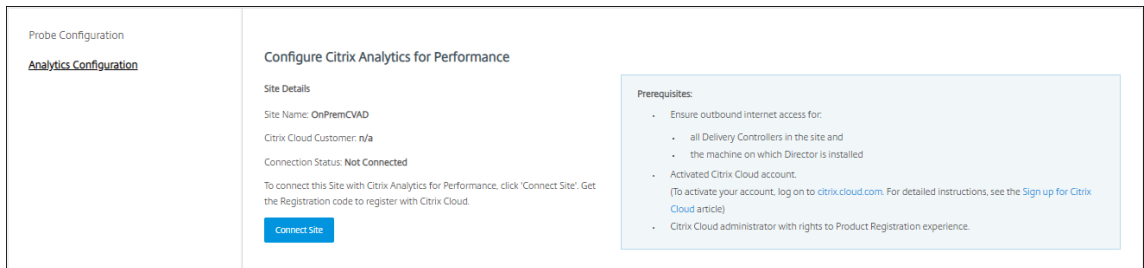 Probe Configuration
Analytics Configuration
Configure Citrix Analytics for Performance
Site Details
Site Name: OnPremCVAD
Citrix Cloud Customer: n/a
Connection Status: Not Connected
To connect this Site with Citrix Analytics for Performance, click 'Connect Site'. Get
the Registration code to register with Citrix Cloud.
Connect Site
Prerequisites:
• Ensure outbound internet access for:
• all Delivery Controllers in the site and
• the machine on which Director is installed
• Activated Citrix Cloud account.
(To activate your account, log on to citrix.cloud.com. For detailed instructions, see the Sign up for Citrix
Cloud article)
• Citrix Cloud administrator with rights to Product Registration experience.